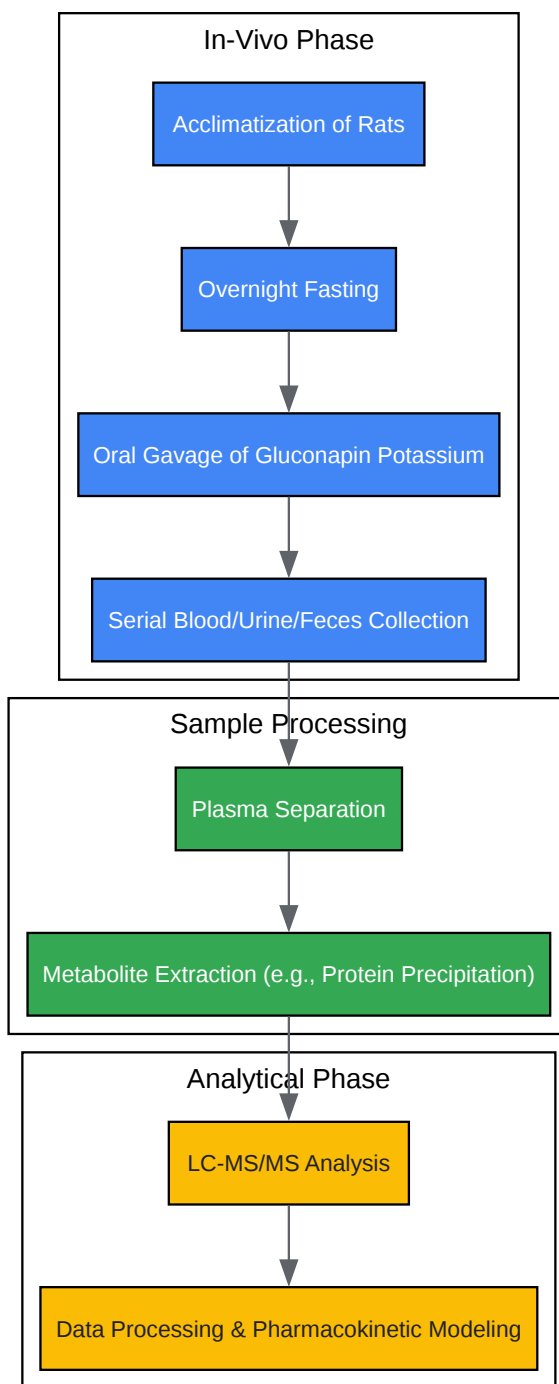 In-Vivo Phase
Acclimatization of Rats
Overnight Fasting
Oral Gavage of Gluconapin Potassium
Serial Blood/Urine/Feces Collection
Sample Processing
Plasma Separation
Metabolite Extraction (e.g., Protein Precipitation)
Analytical Phase
LC-MS/MS Analysis
Data Processing & Pharmacokinetic Modeling